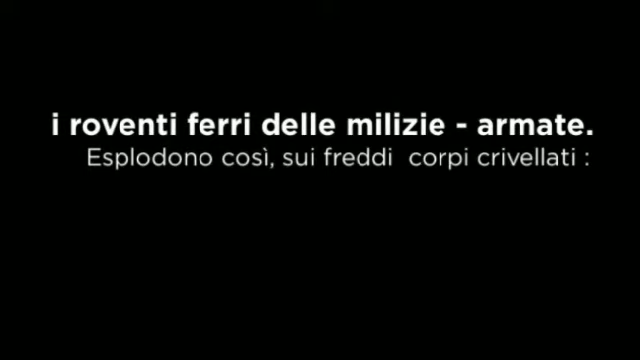 i roventi ferri delle milizie - armate.
Esplodono così, sui freddi  corpi crivellati :